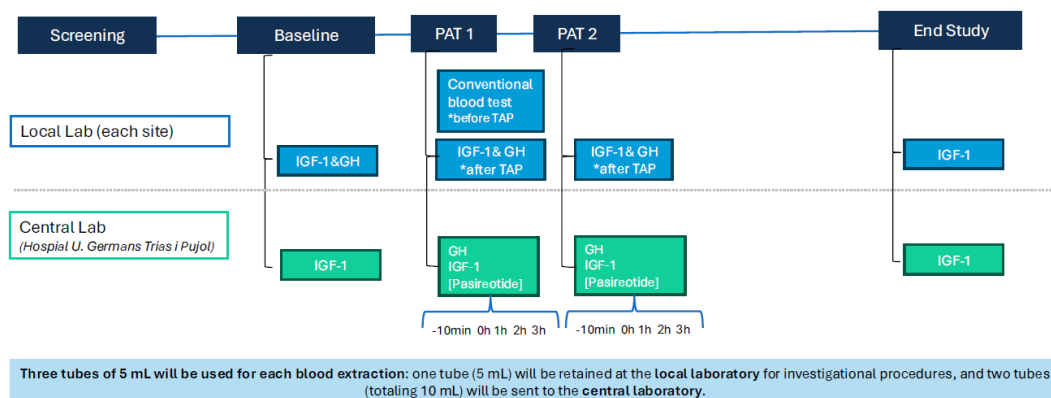 Screening
Baseline
PAT 1
PAT 2
End Study
Conventional
blood test
*before TAP
Local Lab (each site)
IGF-1&GH
IGF-1& GH
*after TAP
IGF-1& GH
*after TAP
IGF-1
Central Lab
(Hospial U. Germans Trias i Pujol)
IGF-1
GH
IGF-1
[Pasireotide]
GH
IGF-1
[Pasireotide]
IGF-1
-10min 0h 1h 2h 3h
-10min 0h 1h 2h 3h
Three tubes of 5 mL will be used for each blood extraction: one tube (5 mL) will be retained at the local laboratory for investigational procedures, and two tubes
(totaling 10 mL) will be sent to the central laboratory.